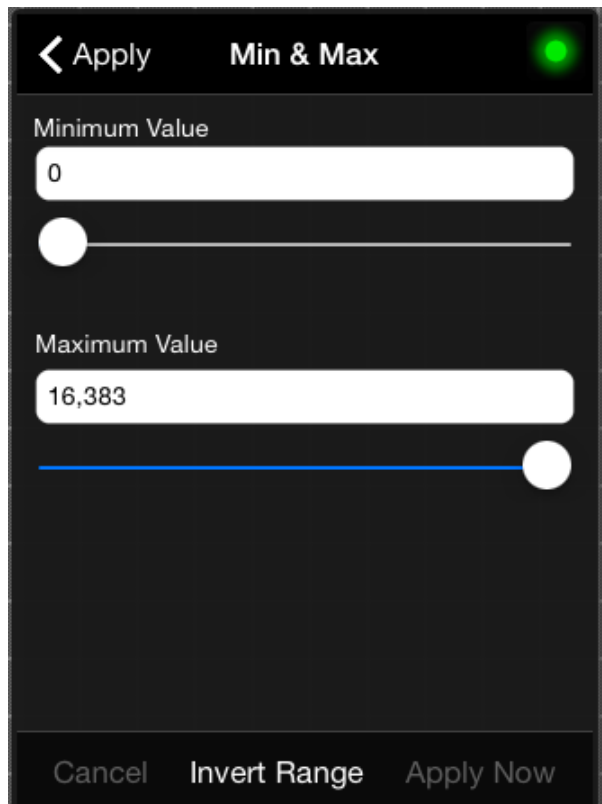 Apply Min & Max
Minimum Value
0
Maximum Value
16,383
Cancel Invert Range Apply Now